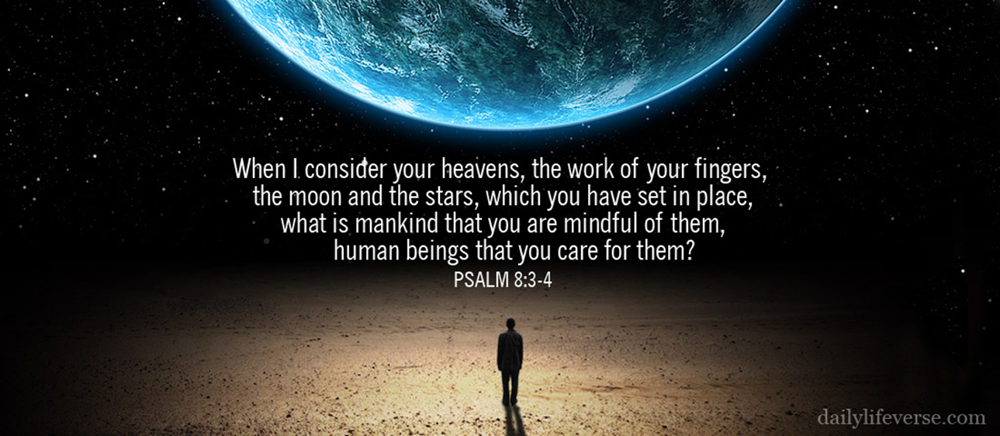 When I consider your heavens, the work of your fingers,
the moon and the stars, which you have set in place,
what is mankind that you are mindful of them,
human beings that you care for them?
PSALM 8:3-4
dailylifeverse.com